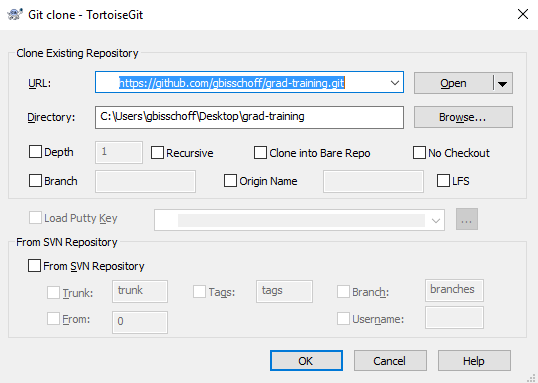 Git clone - TortoiseGit
Clone Existing Repository
URL: https://github.com/gbisschoff/grad-training.git Open
Directory: C:\Users\gbisschoff\Desktop\grad-training Browse...
Depth 1 Recursive Clone into Bare Repo No Checkout
Branch Origin Name LFS
Load Putty Key ...
From SVN Repository
From SVN Repository
Trunk: trunk Tags: tags Branch: branches
From: 0 Username:
OK Cancel Help